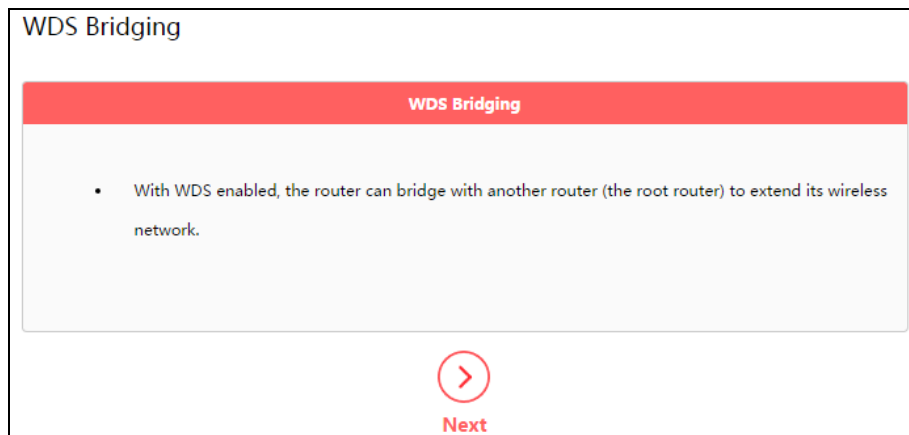 WDS Bridging
WDS Bridging
• With WDS enabled, the router can bridge with another router (the root router) to extend its wireless
network.
Next